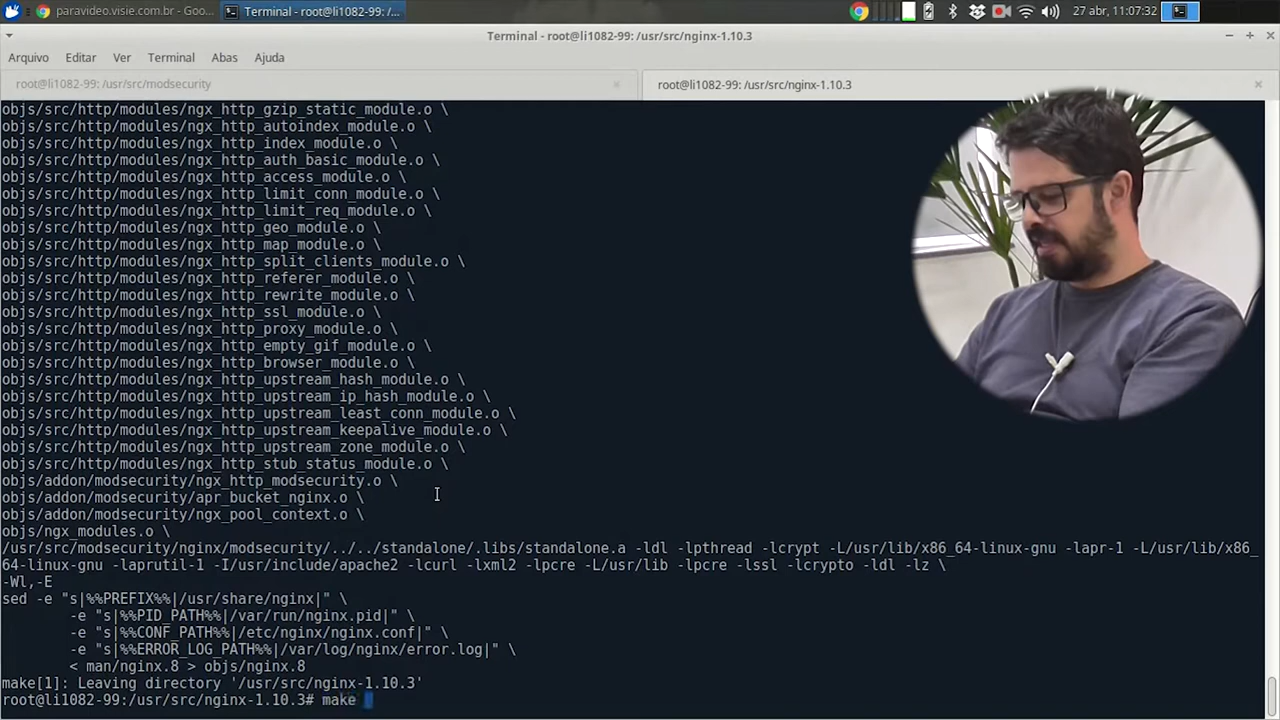 paravideo.visie.com.br - Goo...
Terminal - root@li1082-99: /...
27 abr, 11:07:32
Terminal - root@li1082-99: /usr/src/nginx-1.10.3
Arquivo Editar Ver Terminal Abas Ajuda
root@li1082-99: /usr/src/modsecurity
root@li1082-99: /usr/src/nginx-1.10.3
objs/src/http/modules/ngx_http_gzip_static_module.o \
objs/src/http/modules/ngx_http_autoindex_module.o \
objs/src/http/modules/ngx_http_index_module.o \
objs/src/http/modules/ngx_http_auth_basic_module.o \
objs/src/http/modules/ngx_http_access_module.o \
objs/src/http/modules/ngx_http_limit_conn_module.o \
objs/src/http/modules/ngx_http_limit_req_module.o \
objs/src/http/modules/ngx_http_geo_module.o \
objs/src/http/modules/ngx_http_map_module.o \
objs/src/http/modules/ngx_http_split_clients_module.o \
objs/src/http/modules/ngx_http_referer_module.o \
objs/src/http/modules/ngx_http_rewrite_module.o \
objs/src/http/modules/ngx_http_ssl_module.o \
objs/src/http/modules/ngx_http_proxy_module.o \
objs/src/http/modules/ngx_http_empty_gif_module.o \
objs/src/http/modules/ngx_http_browser_module.o \
objs/src/http/modules/ngx_http_upstream_hash_module.o \
objs/src/http/modules/ngx_http_upstream_ip_hash_module.o \
objs/src/http/modules/ngx_http_upstream_least_conn_module.o \
objs/src/http/modules/ngx_http_upstream_keepalive_module.o \
objs/src/http/modules/ngx_http_upstream_zone_module.o \
objs/src/http/modules/ngx_http_stub_status_module.o \
objs/addon/modsecurity/ngx_http_modsecurity.o \
objs/addon/modsecurity/apr_bucket_nginx.o \
objs/addon/modsecurity/ngx_pool_context.o \
objs/ngx_modules.o \
/usr/src/modsecurity/nginx/modsecurity/../../standalone/.libs/standalone.a -ldl -lpthread -lcrypt -L/usr/lib/x86_64-linux-gnu -lapr-1 -L/usr/lib/x86_
64-linux-gnu -laprutil-1 -I/usr/include/apache2 -lcurl -lxml2 -lpcre -L/usr/lib -lpcre -lssl -lcrypto -ldl -lz \
-Wl,-E
sed -e "s|%%PREFIX%%|/usr/share/nginx|" \
-e "s|%%PID_PATH%%|/var/run/nginx.pid|" \
-e "s|%%CONF_PATH%%|/etc/nginx/nginx.conf|" \
-e "s|%%ERROR_LOG_PATH%%|/var/log/nginx/error.log|" \
< man/nginx.8 > objs/nginx.8
make[1]: Leaving directory '/usr/src/nginx-1.10.3'
root@li1082-99:/usr/src/nginx-1.10.3# make